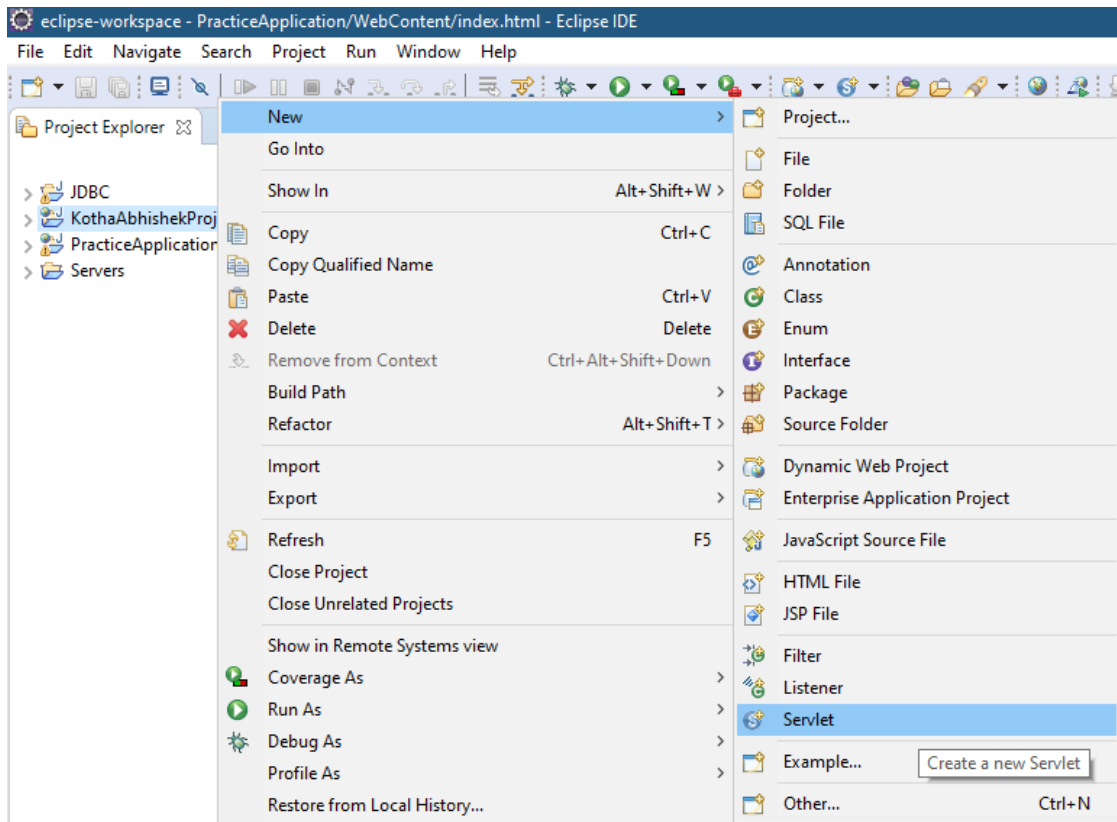 eclipse-workspace - PracticeApplication/WebContent/index.html - Eclipse IDE
File Edit Navigate Search Project Run Window Help
Project Explorer
JDBC
KothaAbhishekProj
PracticeApplication
Servers
New
Go Into
Show In Alt+Shift+W >
Copy Ctrl+C
Copy Qualified Name
Paste Ctrl+V
Delete Delete
Remove from Context Ctrl+Alt+Shift+Down
Build Path
Refactor Alt+Shift+T >
Import
Export
Refresh F5
Close Project
Close Unrelated Projects
Show in Remote Systems view
Coverage As
Run As
Debug As
Profile As
Restore from Local History...
Project...
File
Folder
SQL File
Annotation
Class
Enum
Interface
Package
Source Folder
Dynamic Web Project
Enterprise Application Project
JavaScript Source File
HTML File
JSP File
Filter
Listener
Servlet
Example...
Create a new Servlet
Other... Ctrl+N